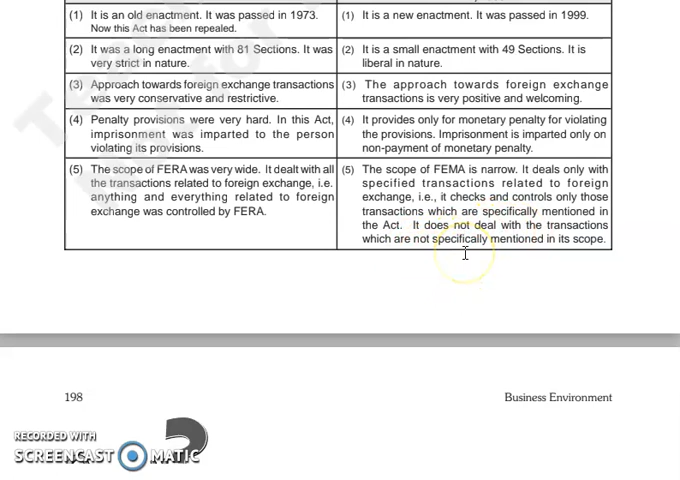 (1) It is an old enactment. It was passed in 1973.
Now this Act has been repealed.
(1) It is a new enactment. It was passed in 1999.
(2) It was a long enactment with 81 Sections. It was
very strict in nature.
(2) It is a small enactment with 49 Sections. It is
liberal in nature.
(3) Approach towards foreign exchange transactions
was very conservative and restrictive.
(3) The approach towards foreign exchange
transactions is very positive and welcoming.
(4) Penalty provisions were very hard. In this Act,
imprisonment was imparted to the person
violating its provisions.
(4) It provides only for monetary penalty for violating
the provisions. Imprisonment is imparted only on
non-payment of monetary penalty.
(5) The scope of FERA was very wide. It dealt with all
the transactions related to foreign exchange, i.e.
anything and everything related to foreign
exchange was controlled by FERA.
(5) The scope of FEMA is narrow. It deals only with
specified transactions related to foreign
exchange, i.e., it checks and controls only those
transactions which are specifically mentioned in
the Act. It does not deal with the transactions
which are not specifically mentioned in its scope.
198
Business Environment
RECORDED WITH
SCREENCAST MATIC